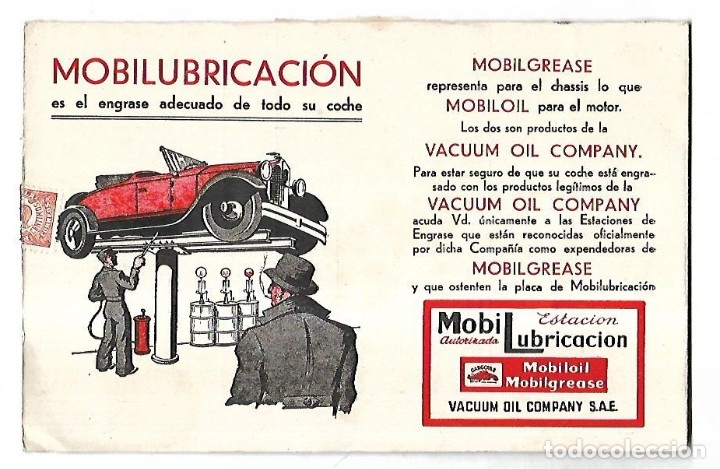 MOBILUBRICACIÓN
es el engrase adecuado de todo su coche
MOBILGREASE
representa para el chassis lo que
MOBILOIL para el motor.
Los dos son productos de la
VACUUM OIL COMPANY.
Para estar seguro de que su coche está engra-
sado con los productos legítimos de la
VACUUM OIL COMPANY
acuda Vd. únicamente a las Estaciones de
Engrase que están reconocidas oficialmente
por dicha Compañía como expendedoras de
MOBILGREASE
y que ostenten la placa de Mobilubricación
Estacion
Autorizada
MobiLubricacion
GARGOYLE
Mobiloil
Mobilgrease
VACUUM OIL COMPANY S.A.E.
todocoleccion